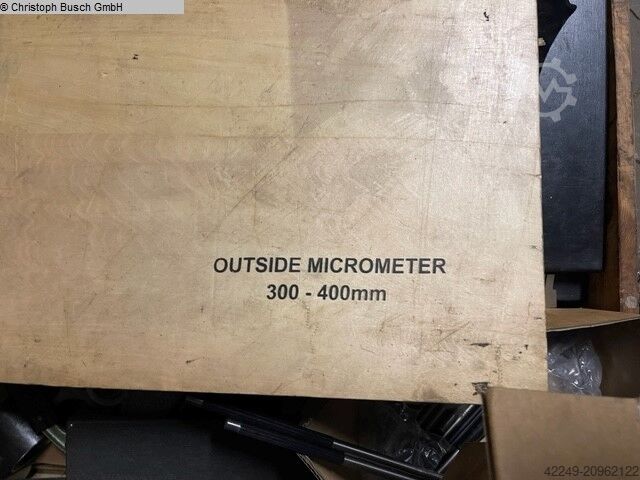 © Christoph Busch GmbH
OUTSIDE MICROMETER
300 - 400mm
42249-20962122